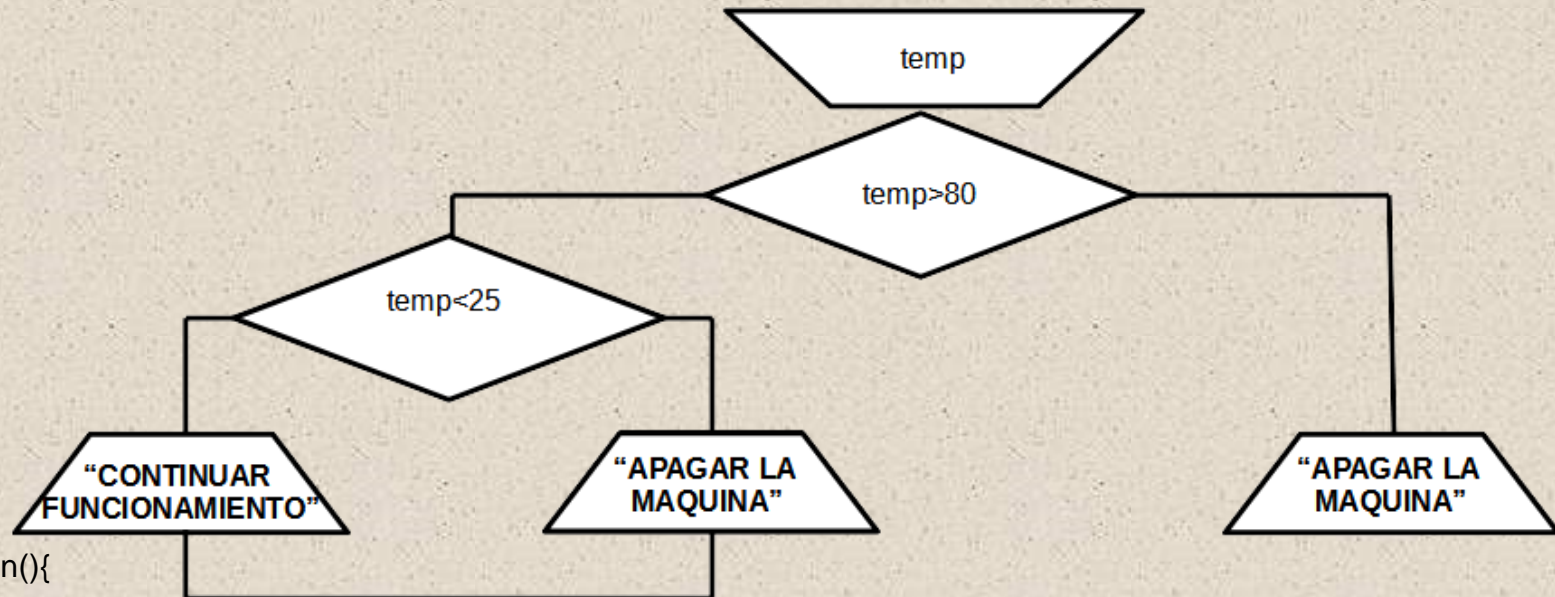 temp
temp>80
temp<25
“CONTINUAR
FUNCIONAMIENTO”
“APAGAR LA
MAQUINA”
“APAGAR LA
MAQUINA”
n(){